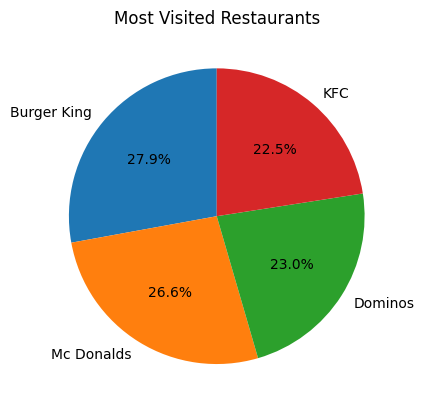 Most Visited Restaurants
KFC
Burger King
27.9%
22.5%
26.6%
23.0%
Dominos
Mc Donalds